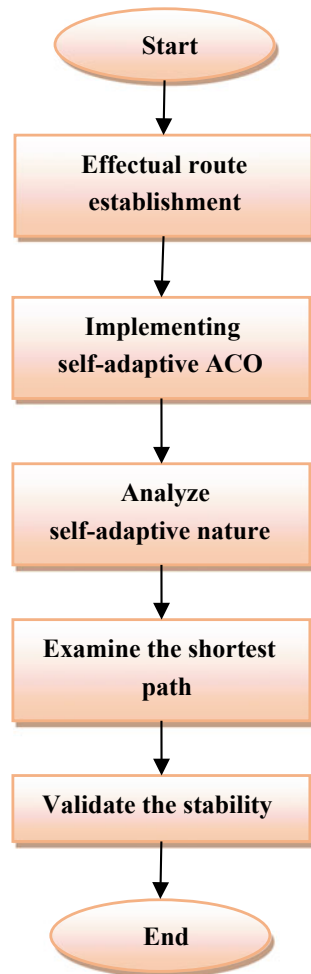 Start
Effectual route
establishment
Implementing
self-adaptive ACO
Analyze
self-adaptive nature
Examine the shortest
path
Validate the stability
End